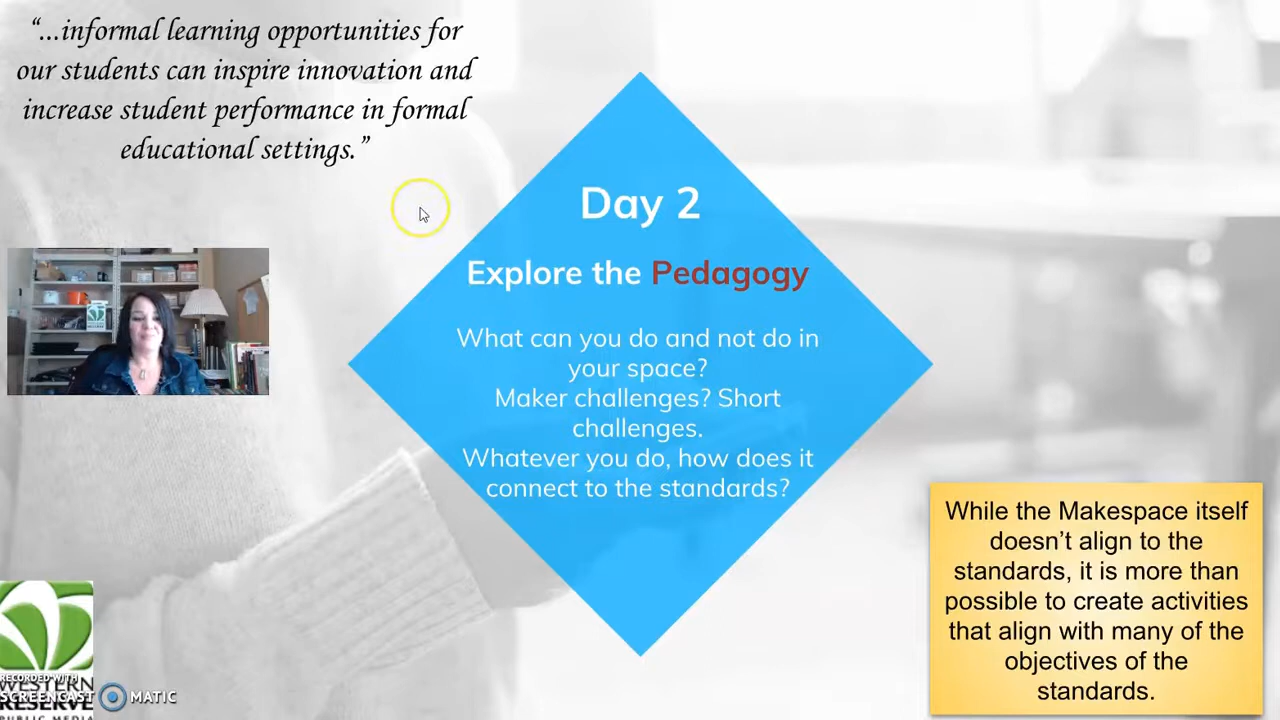 “...informal learning opportunities for
our students can inspire innovation and
increase student performance in formal
educational settings.”
Day 2
Explore the Pedagogy
What can you do and not do in
your space?
Maker challenges? Short
challenges.
Whatever you do, how does it
connect to the standards?
While the Makespace itself
doesn’t align to the
standards, it is more than
possible to create activities
that align with many of the
objectives of the
standards.
RECORDED WITH
SCREENCAST MATIC
WESTERN
RESERVE
PUBLIC MEDIA